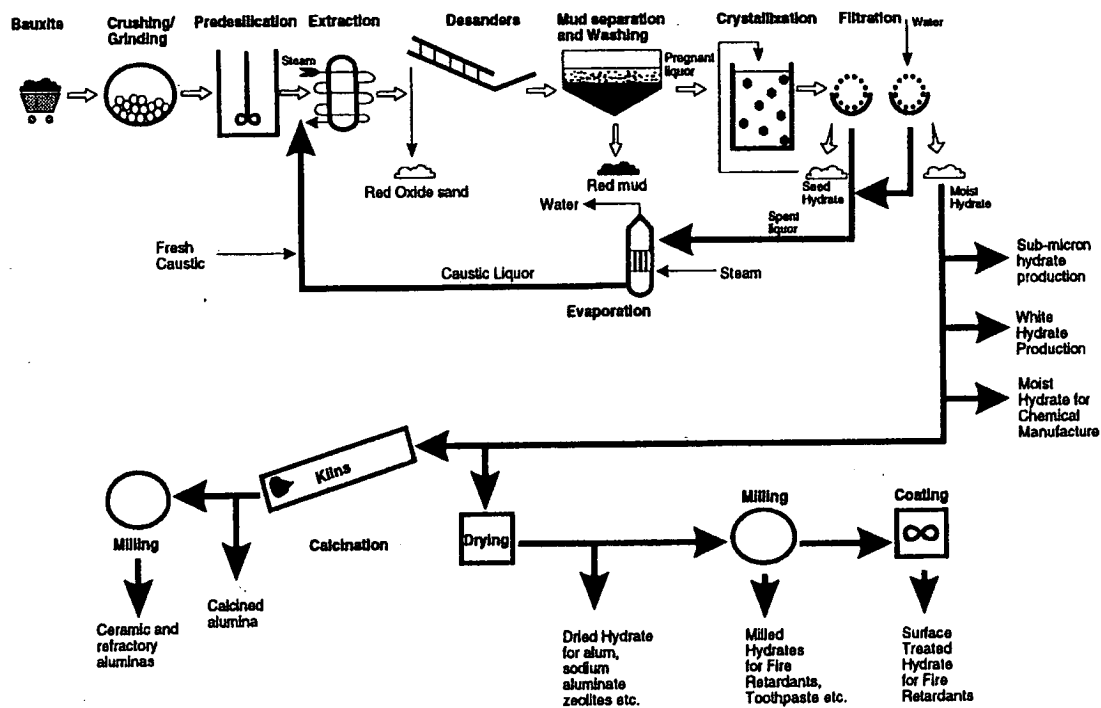 Bauxite
Crushing/
Grinding
Predesilication
Extraction
Desanders
Mud separation
and Washing
Crystallization
Filtration
Water
Steam
Pregnant
liquor
Red Oxide sand
Red mud
Seed
Hydrate
Moist
Hydrate
Water
Spent
liquor
Fresh
Caustic
Caustic Liquor
Steam
Evaporation
Sub-micron
hydrate
production
White
Hydrate
Production
Moist
Hydrate for
Chemical
Manufacture
Kilns
Milling
Calcination
Drying
Milling
Coating
Calcined
alumina
Ceramic and
refractory
aluminas
Dried Hydrate
for alum,
sodium
aluminate
zeolites etc.
Milled
Hydrates
for Fire
Retardants,
Toothpaste etc.
Surface
Treated
Hydrate
for Fire
Retardants